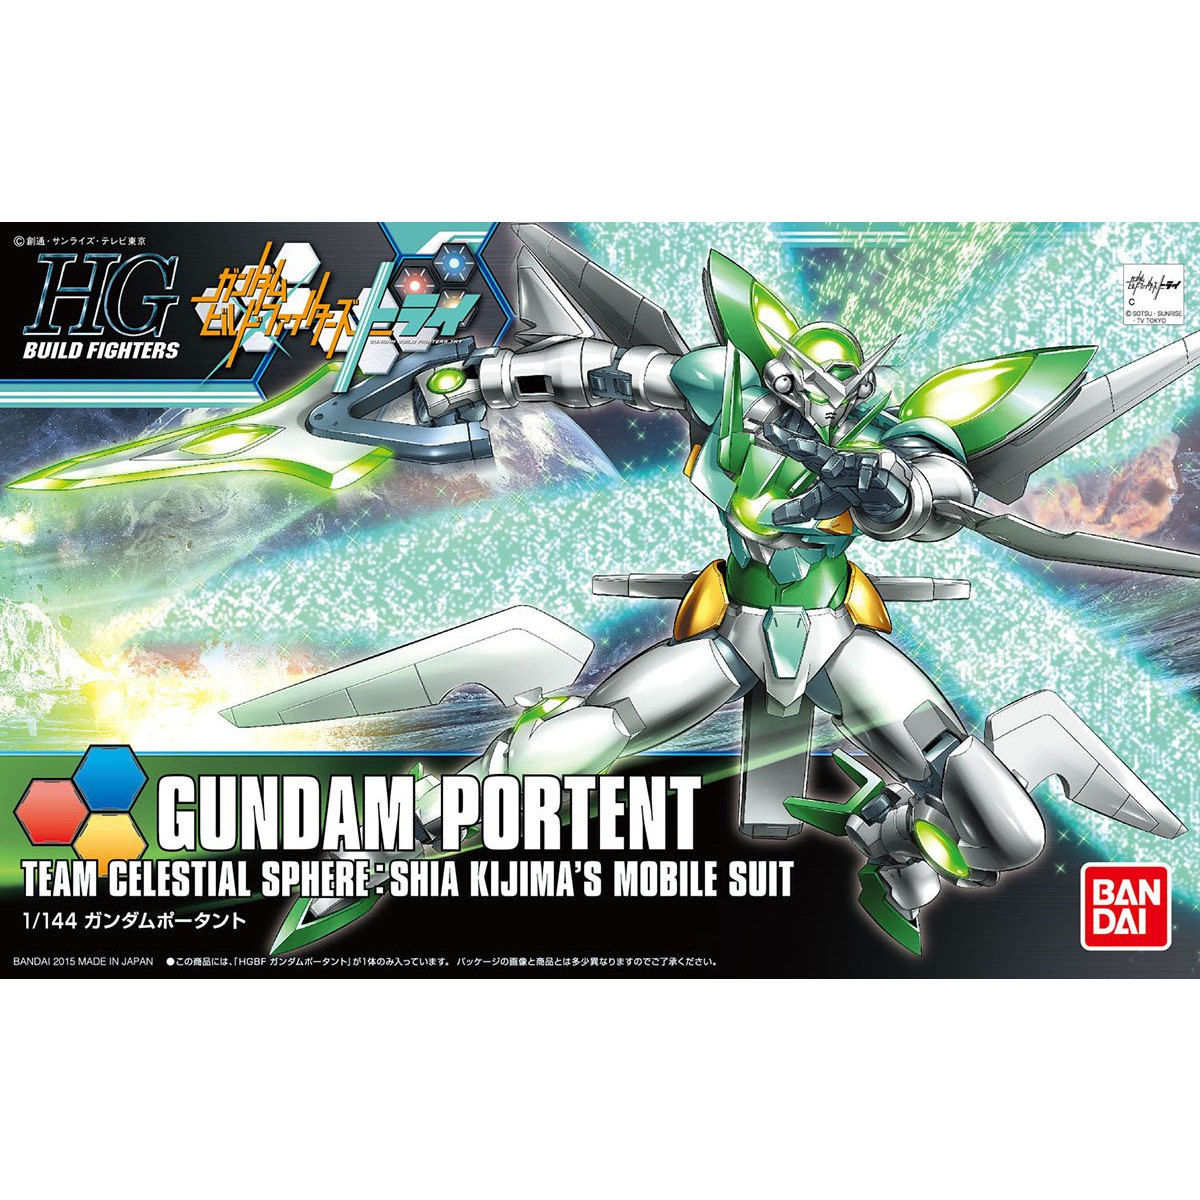 ©創通・サンライズ・テレビ東京
HG
BUILD FIGHTERS
ガンダム
ビルドファイターズ
トライ
GUNDAM BUILD FIGHTERS TRY
C
© SOTSU・SUNRISE
・TV TOKYO
GUNDAM PORTENT
TEAM CELESTIAL SPHERE:SHIA KIJIMA'S MOBILE SUIT
1/144 ガンダムポータント
BAN
DAI
BANDAI 2015 MADE IN JAPAN ●この商品には、「HGBF ガンダムポータント」が1体のみ入っています。 パッケージの画像と商品とは多少異なりますのでご了承ください。